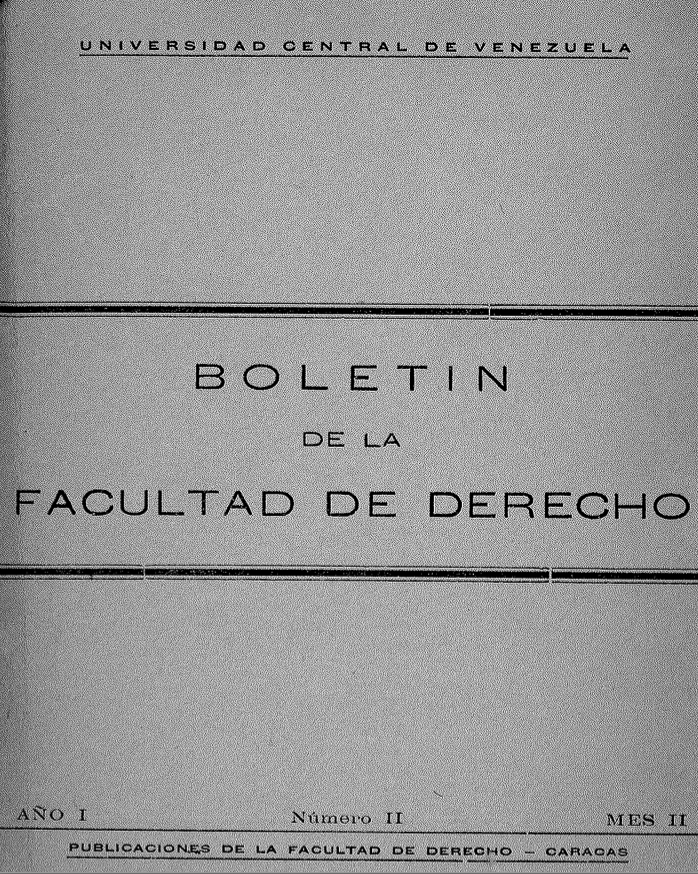 UNIVERSIDAD CENTRAL DE VENEZUELA
BOLETIN
DE LA
FACULTAD DE DERECHO
AÑO I Número II MES II
PUBLICACIONES DE LA FACULTAD DE DERECHO — CARACAS